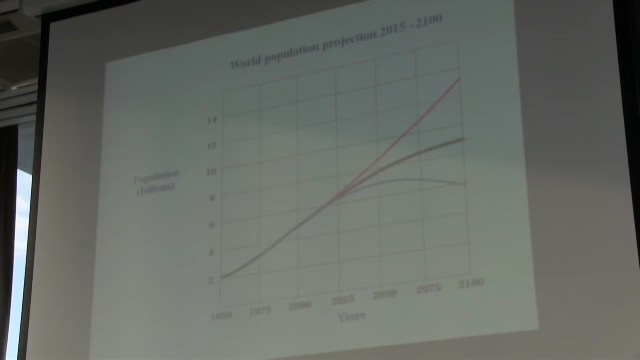 World population projection 2015 - 2100
14
12
10
8
6
4
2
Population
(billions)
1950 1975 2000 2025 2050 2075 2100
Years